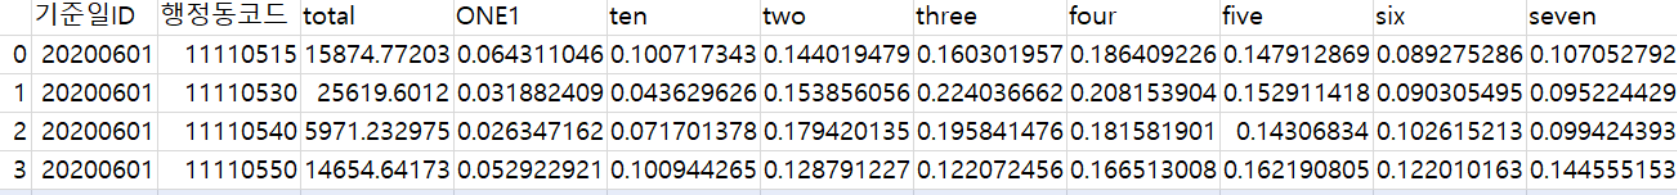 기준일ID 행정동코드 total ONE1 ten two three four five six seven
0 20200601 11110515 15874.77203 0.064311046 0.100717343 0.144019479 0.160301957 0.186409226 0.147912869 0.089275286 0.107052792
1 20200601 11110530 25619.6012 0.031882409 0.043629626 0.153856056 0.224036662 0.208153904 0.152911418 0.090305495 0.095224429
2 20200601 11110540 5971.232975 0.026347162 0.071701378 0.179420135 0.195841476 0.181581901 0.14306834 0.102615213 0.099424393
3 20200601 11110550 14654.64173 0.052922921 0.100944265 0.128791227 0.122072456 0.166513008 0.162190805 0.122010163 0.144555153